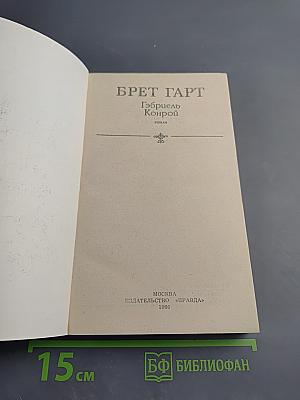 БРЕТ ГАРТ
Гэбриель
Конрой
РОМАН
МОСКВА
ИЗДАТЕЛЬСТВО «ПРАВДА»
15 см
БФ БИБЛИОФАН